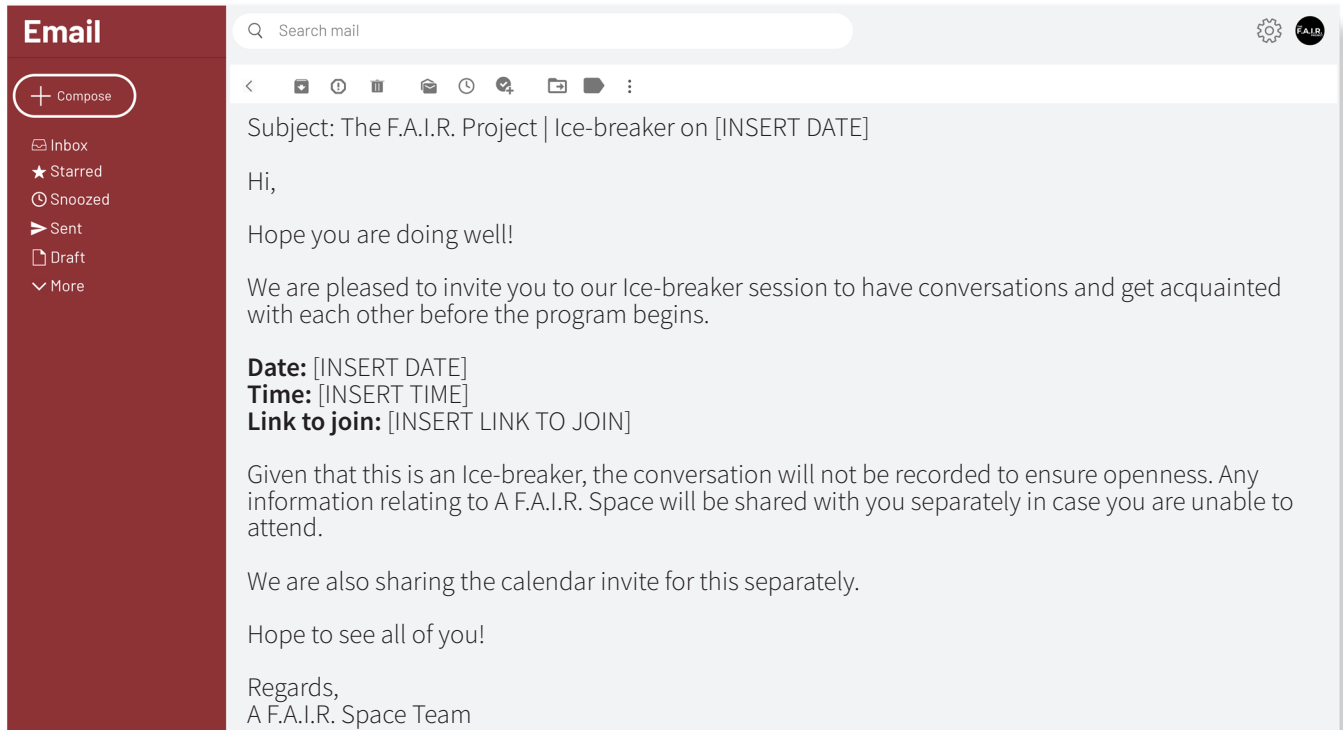 Email
Search mail
F.A.I.R.
Compose
Inbox
Starred
Snoozed
Sent
Draft
More
Subject: The F.A.I.R. Project | Ice-breaker on [INSERT DATE]
Hi,
Hope you are doing well!
We are pleased to invite you to our Ice-breaker session to have conversations and get acquainted
with each other before the program begins.
Date: [INSERT DATE]
Time: [INSERT TIME]
Link to join: [INSERT LINK TO JOIN]
Given that this is an Ice-breaker, the conversation will not be recorded to ensure openness. Any
information relating to A F.A.I.R. Space will be shared with you separately in case you are unable to
attend.
We are also sharing the calendar invite for this separately.
Hope to see all of you!
Regards,
A F.A.I.R. Space Team